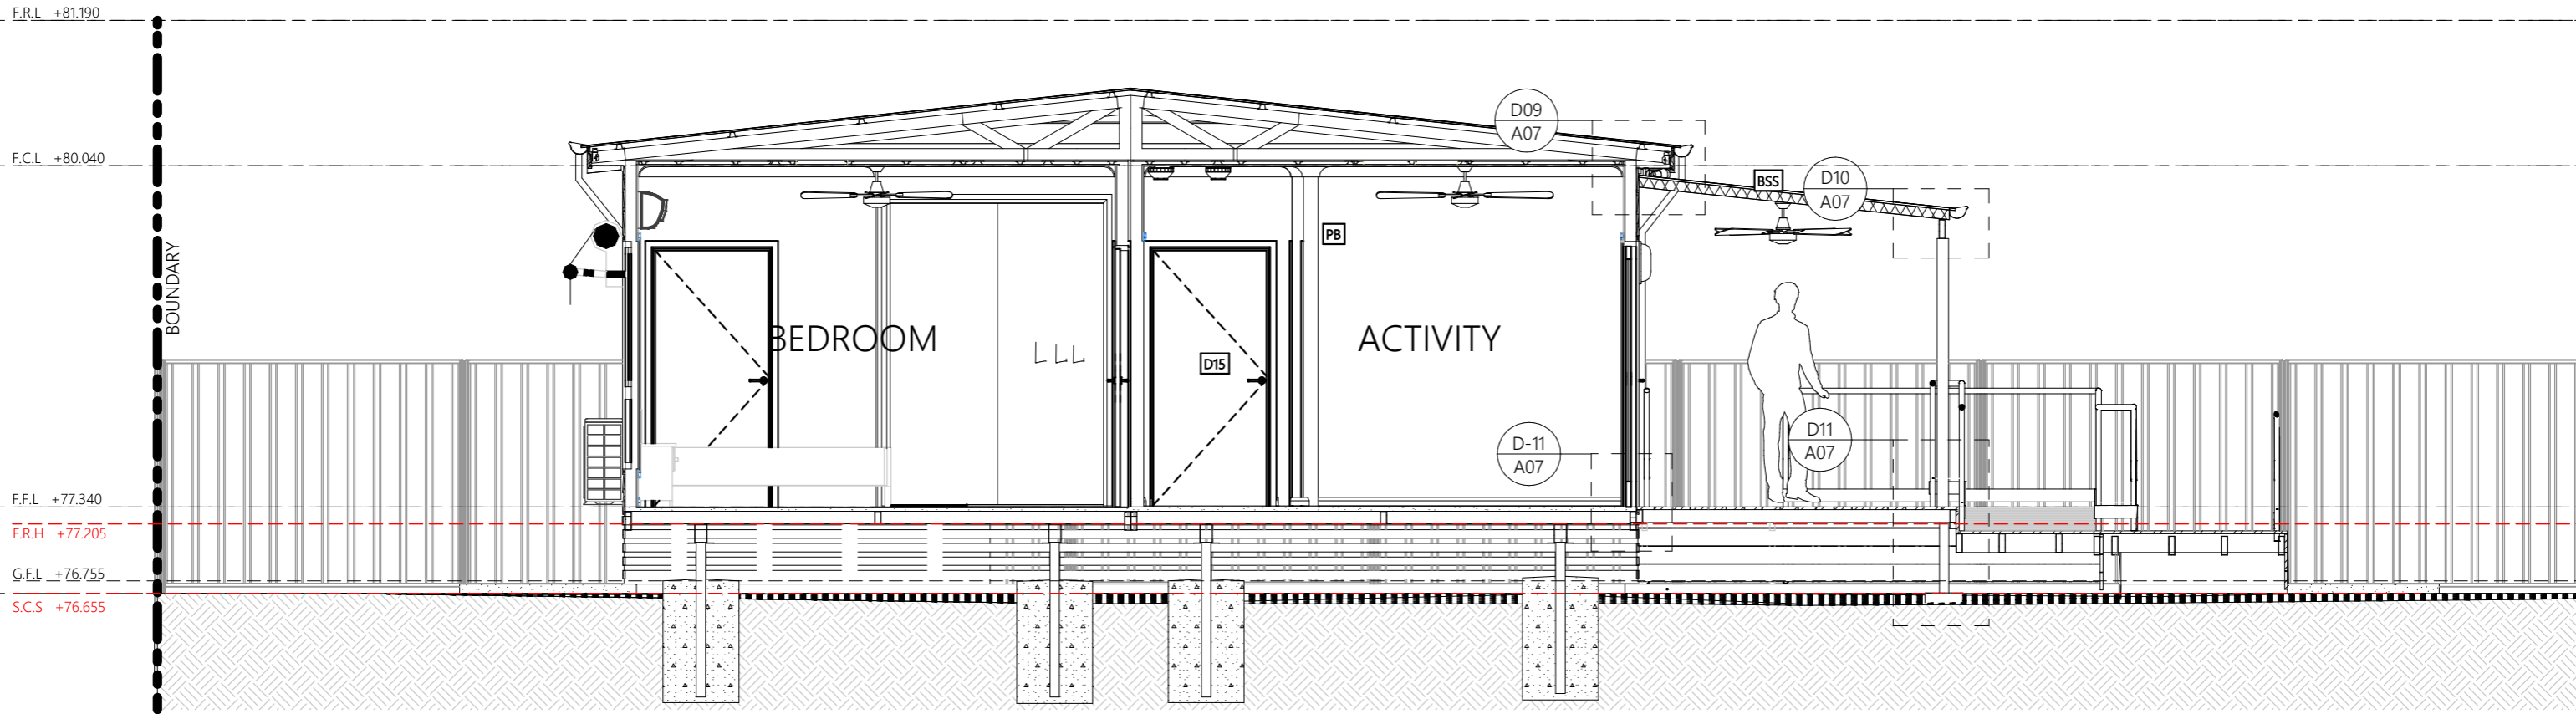 F.R.L +81.190
D09
A07
F.C.L +80.040
BSS
D10
A07
PB
BOUNDARY
BEDROOM
LLL
ACTIVITY
D15
D11
A07
D-11
A07
F.F.L +77.340
F.R.H +77.205
G.F.L +76.755
S.C.S +76.655